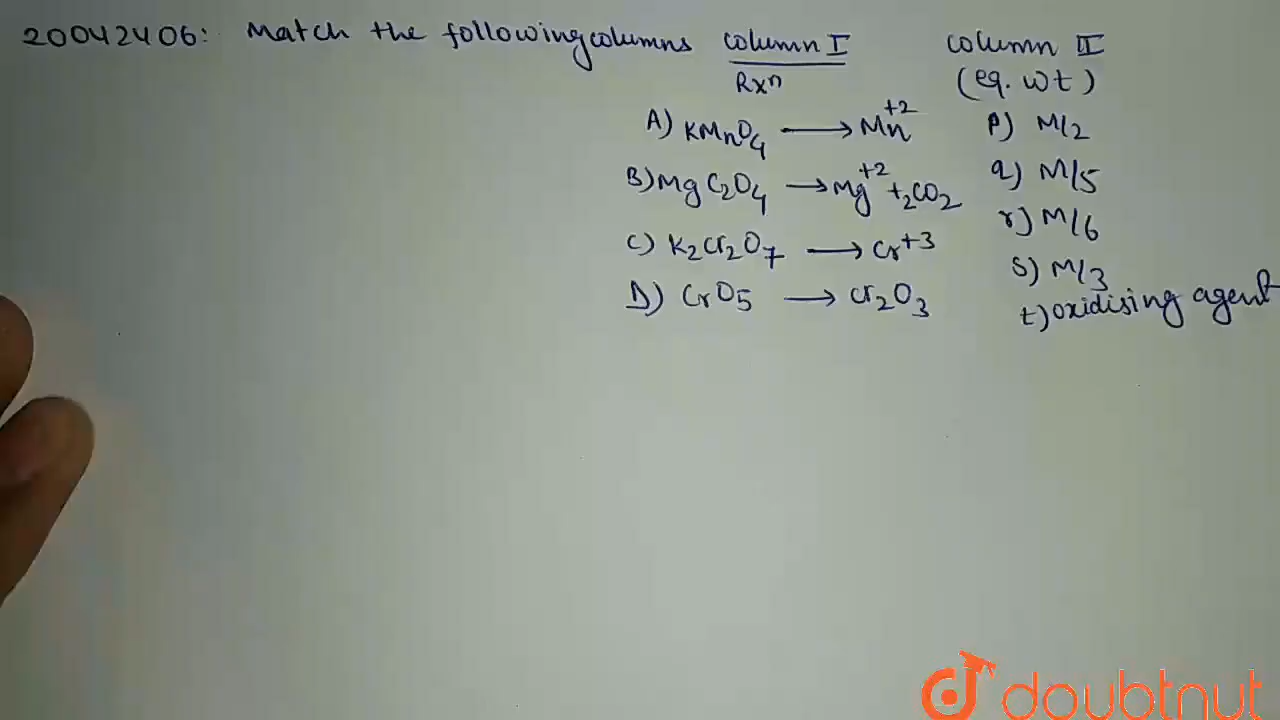 20042406: Match the following columns column I column II
Rxn (eq. wt)
A) KMnO4 → Mn+2 p) M/2
B) MgC2O4 → Mg+2 + 2CO2 q) M/5
r) M/6
C) K2Cr2O7 → Cr+3
s) M/3
D) CrO5 → Cr2O3
t) oxidising agent
doubtnut